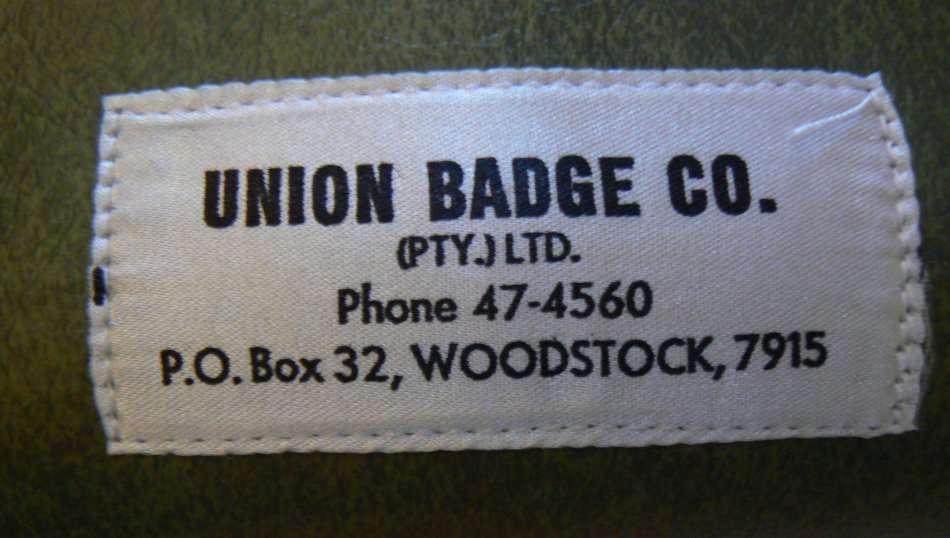 UNION BADGE CO.
(PTY.) LTD.
Phone 47-4560
P.O. Box 32, WOODSTOCK, 7915